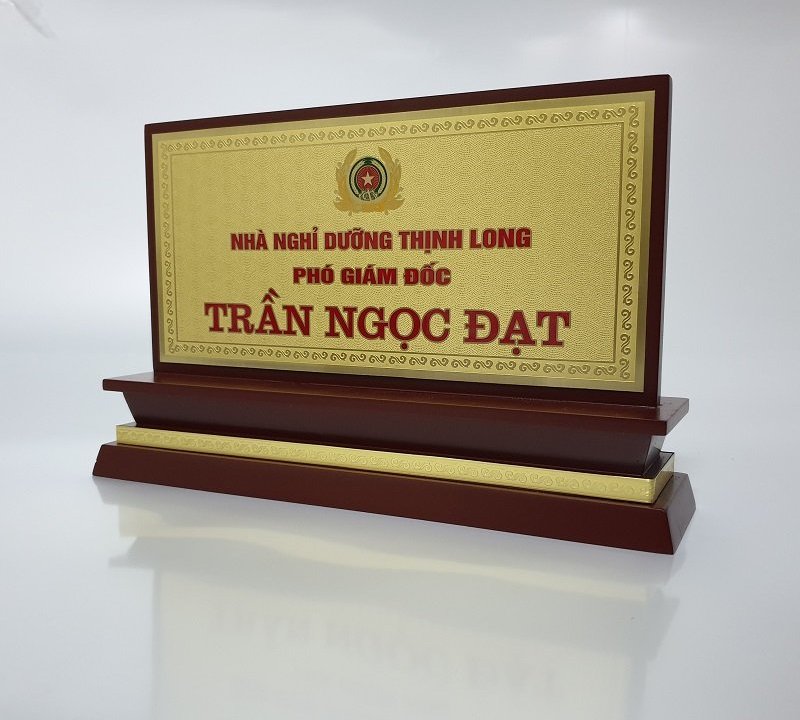 NHÀ NGHỈ DƯỠNG THỊNH LONG
PHÓ GIÁM ĐỐC
TRẦN NGỌC ĐẠT